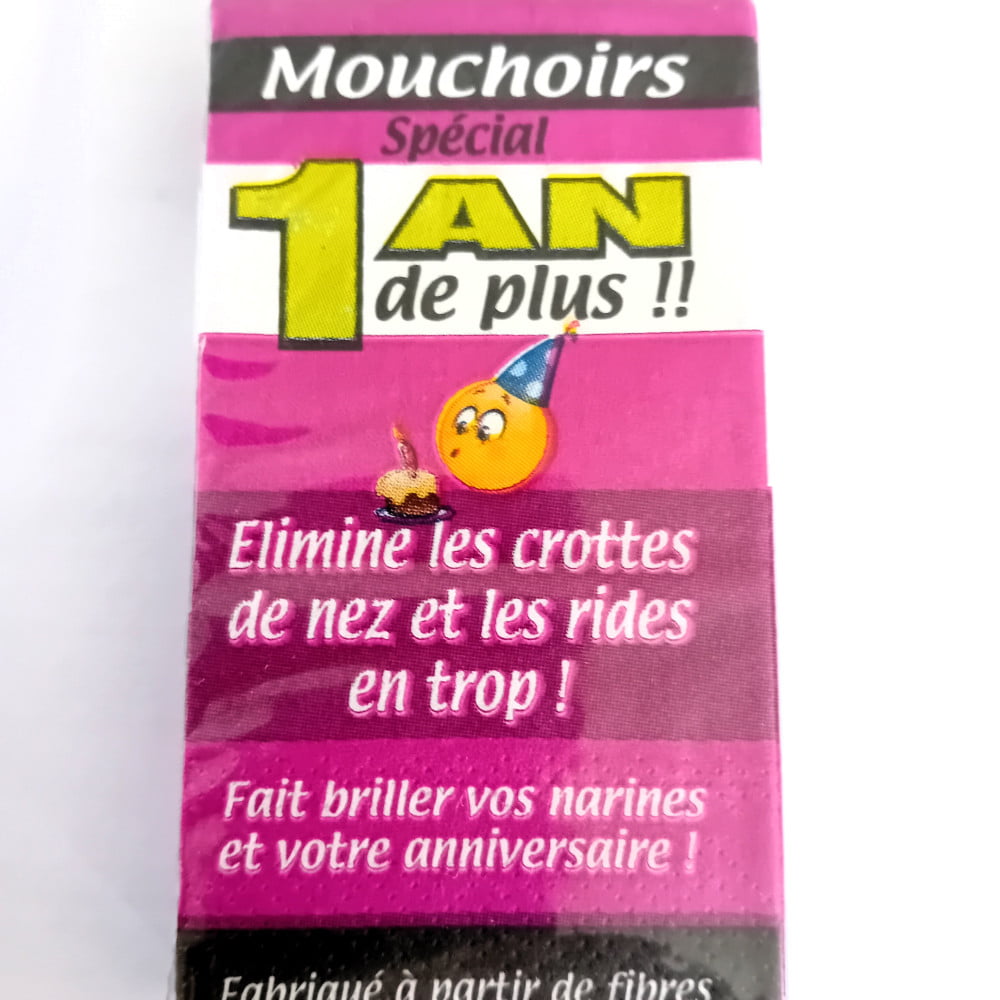 Mouchoirs
Spécial
1 AN
de plus !!
Elimine les crottes
de nez et les rides
en trop !
Fait briller vos narines
et votre anniversaire !
Fabriqué à partir de fibres